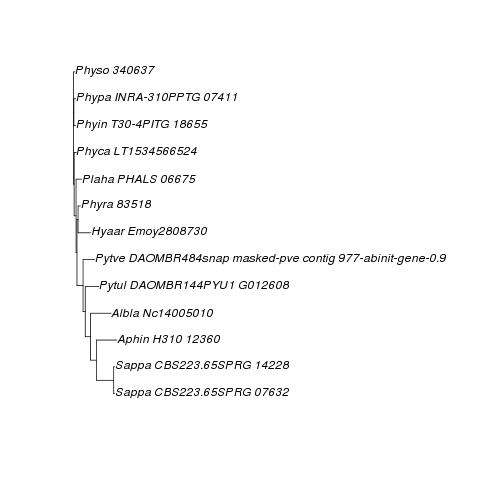 Physo 340637
Phypa INRA-310PPTG 07411
Phyin T30-4PITG 18655
Phyca LT1534566524
Plaha PHALS 06675
Phyra 83518
Hyaar Emoy2808730
Pytve DAOMBR484snap masked-pve contig 977-abinit-gene-0.9
Pytul DAOMBR144PYU1 G012608
Albla Nc14005010
Aphin H310 12360
Sappa CBS223.65SPRG 14228
Sappa CBS223.65SPRG 07632